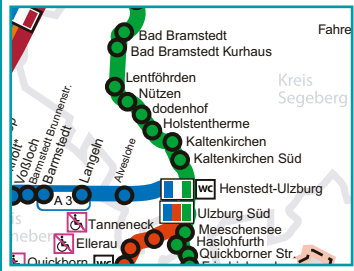 Bad Bramstedt
Bad Bramstedt Kurhaus
Fahre
Lentföhrden
Nützen
dodenhof
Holstentherme
Kaltenkirchen
Kaltenkirchen Süd
Kreis
Segeberg
Voßloch
Barmstedt Brunnenstr.
Barmstedt
Langeln
Alveslohe
A 3
WC
Henstedt-Ulzburg
Ulzburg Süd
Meeschensee
Haslohfurth
Quickborner Str.
Tanneck
Ellerau
Quickborn
WC